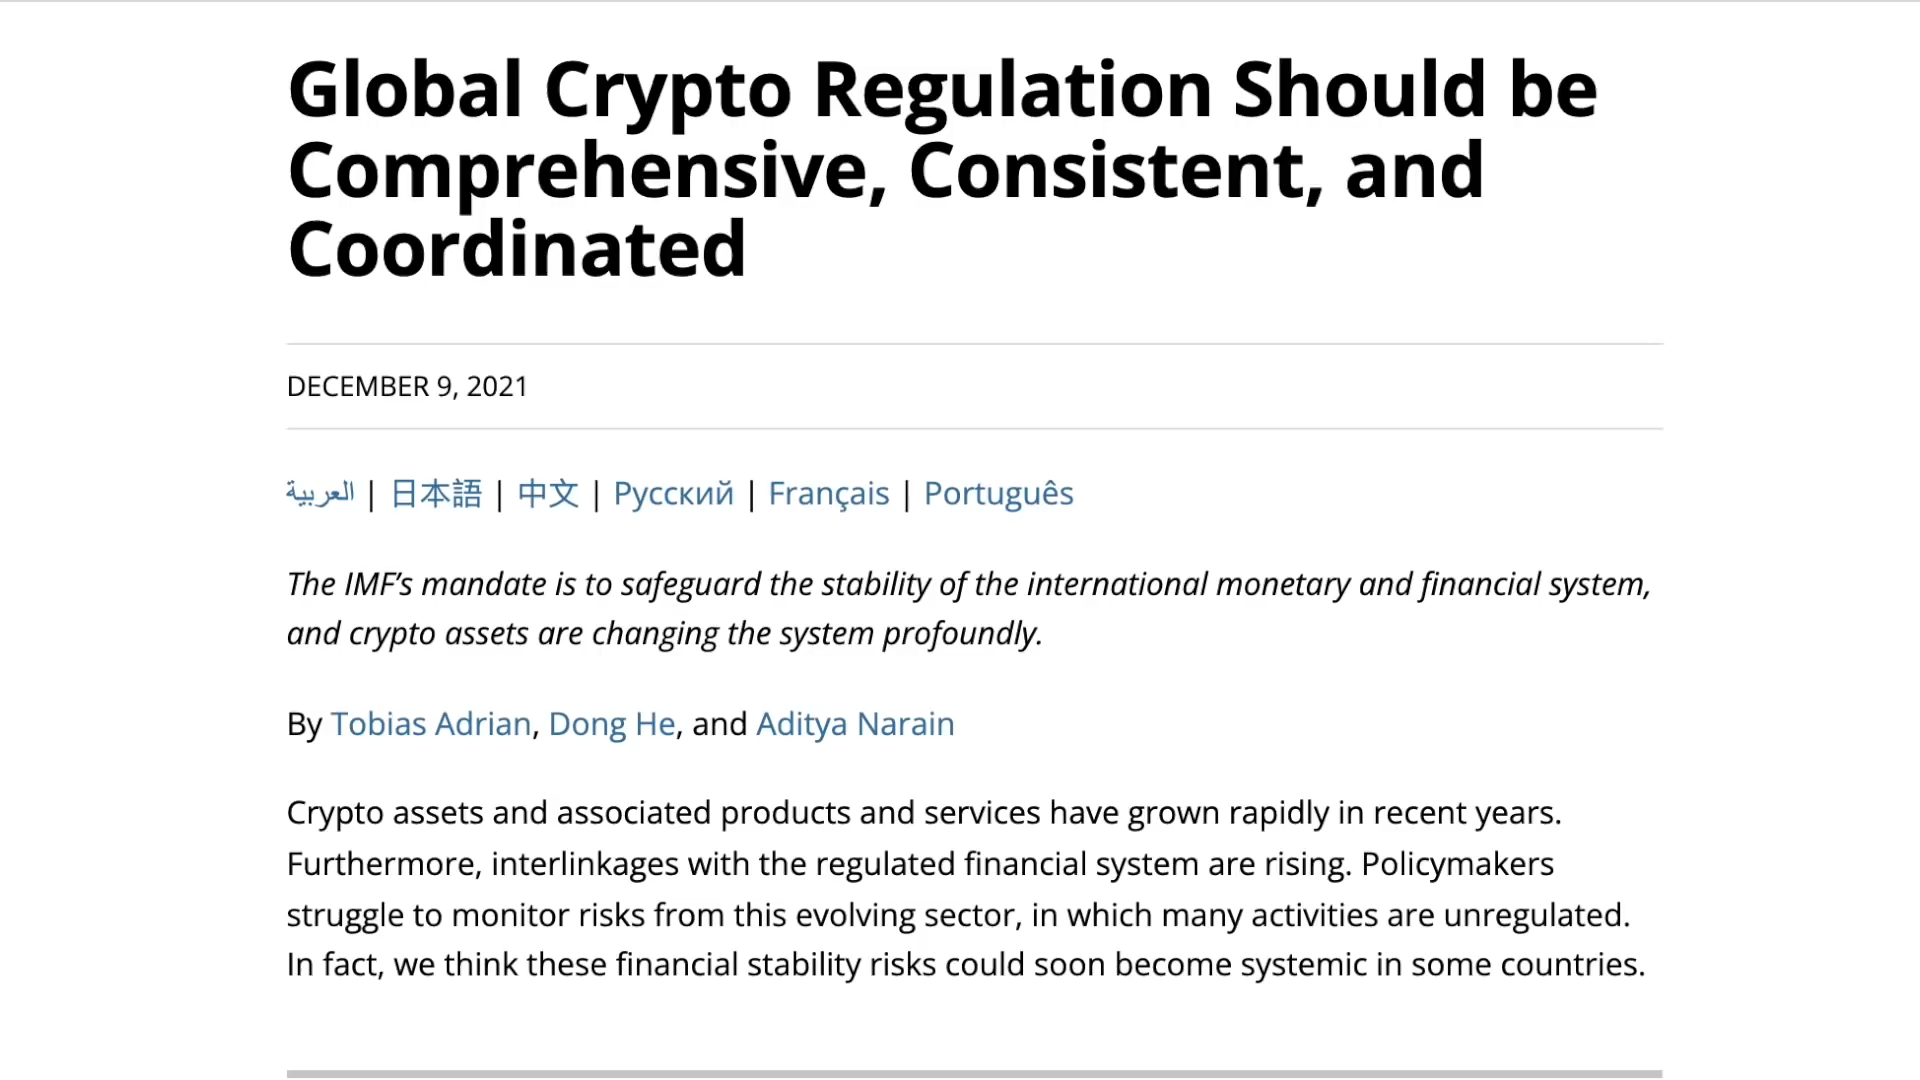 Global Crypto Regulation Should be
Comprehensive, Consistent, and
Coordinated
DECEMBER 9, 2021
العربية | 日本語 | 中文 | Русский | Français | Português
The IMF’s mandate is to safeguard the stability of the international monetary and financial system,
and crypto assets are changing the system profoundly.
By Tobias Adrian, Dong He, and Aditya Narain
Crypto assets and associated products and services have grown rapidly in recent years.
Furthermore, interlinkages with the regulated financial system are rising. Policymakers
struggle to monitor risks from this evolving sector, in which many activities are unregulated.
In fact, we think these financial stability risks could soon become systemic in some countries.